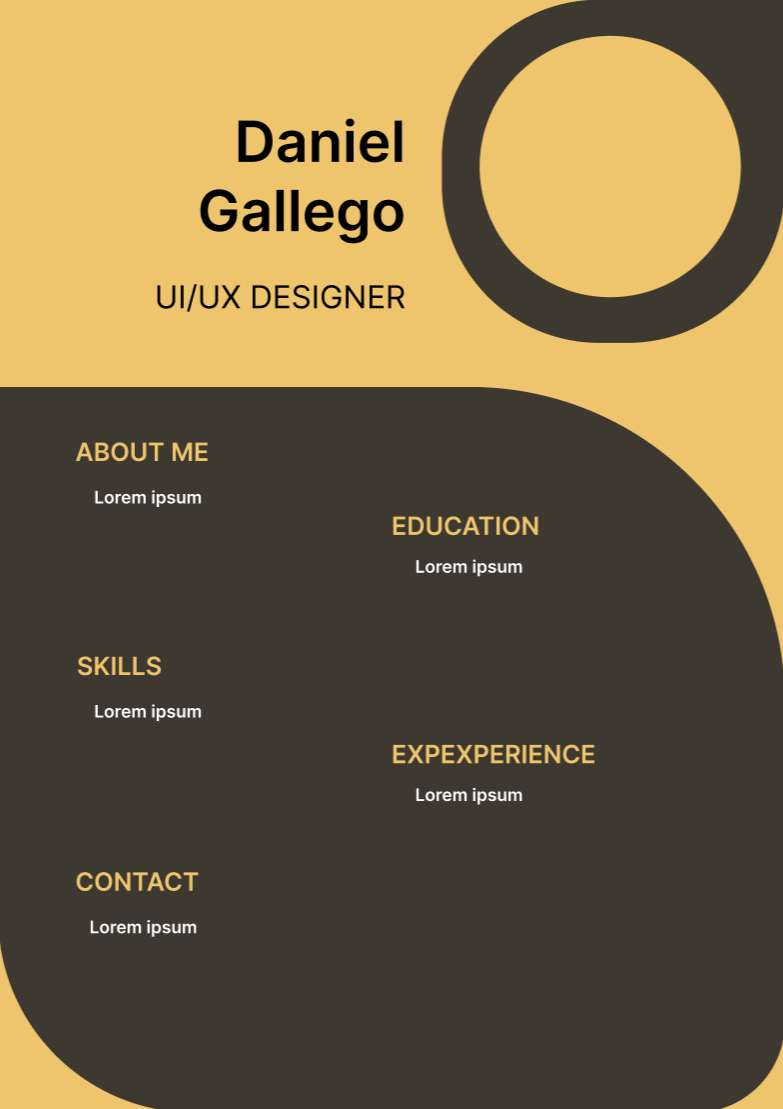 Daniel
Gallego
UI/UX DESIGNER
ABOUT ME
Lorem ipsum
EDUCATION
Lorem ipsum
SKILLS
Lorem ipsum
EXPEXPERIENCE
Lorem ipsum
CONTACT
Lorem ipsum